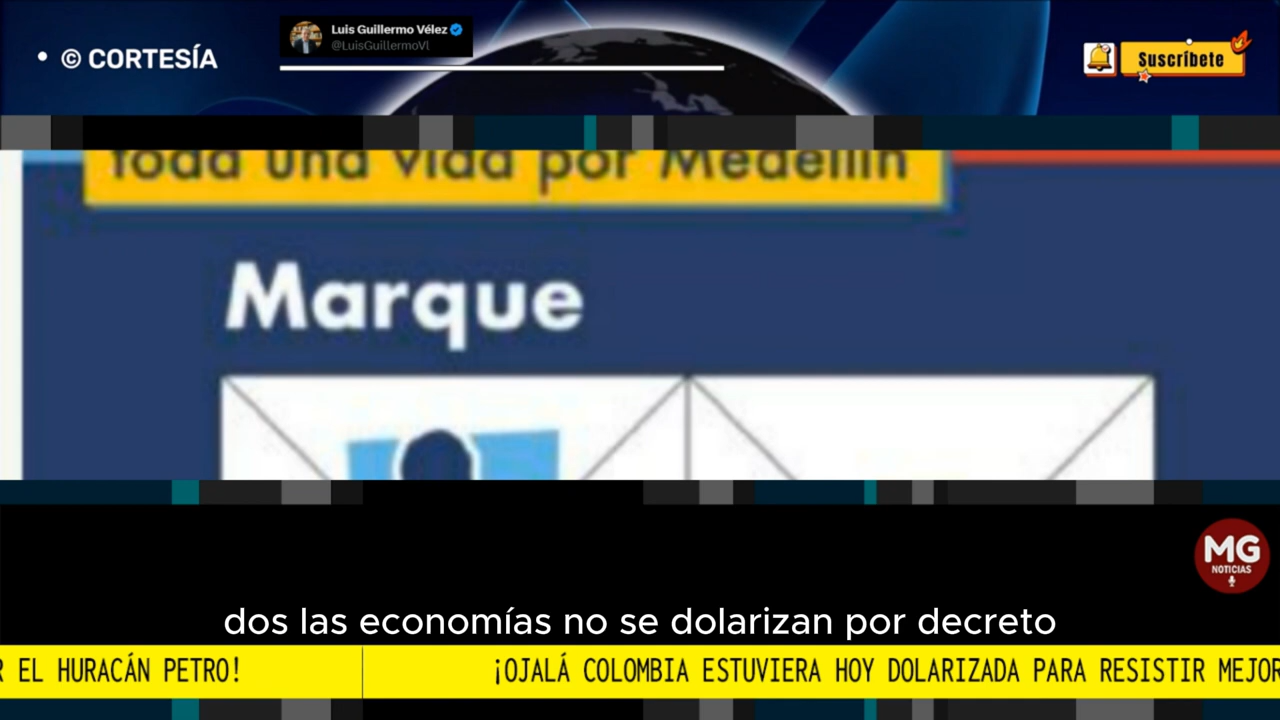 • © CORTESÍA
Luis Guillermo Vélez
@LuisGuillermoVl
Suscríbete
toda una vida por Medellín
Marque
MG
NOTICIAS
dos las economías no se dolarizan por decreto
R EL HURACÁN PETRO!
¡OJALÁ COLOMBIA ESTUVIERA HOY DOLARIZADA PARA RESISTIR MEJOR